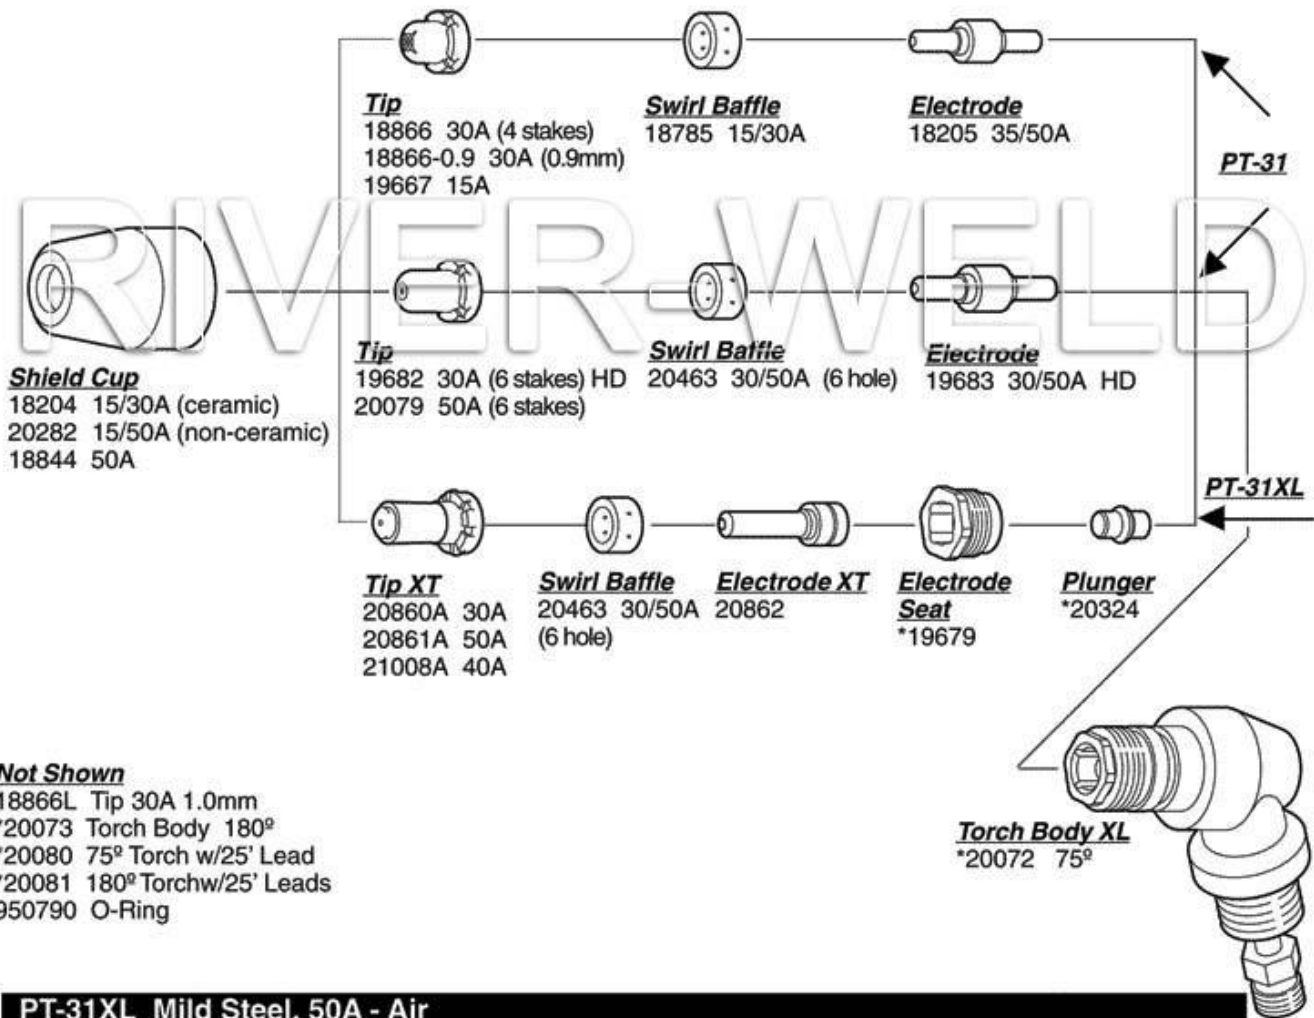 Tip
18866 30A (4 stakes)
18866-0.9 30A (0.9mm)
19667 15A
Swirl Baffle
18785 15/30A
Electrode
18205 35/50A
PT-31
RIVER-WELD
Shield Cup
18204 15/30A (ceramic)
20282 15/50A (non-ceramic)
18844 50A
Tip
19682 30A (6 stakes) HD
20079 50A (6 stakes)
Swirl Baffle
20463 30/50A (6 hole)
Electrode
19683 30/50A HD
PT-31XL
Tip XT
20860A 30A
20861A 50A
21008A 40A
Swirl Baffle
20463 30/50A
(6 hole)
Electrode XT
20862
Electrode
Seat
*19679
Plunger
*20324
Not Shown
18866L Tip 30A 1.0mm
*20073 Torch Body 180º
*20080 75º Torch w/25' Lead
*20081 180º Torchw/25' Leads
950790 O-Ring
Torch Body XL
*20072 75º
PT-31XL Mild Steel, 50A - Air